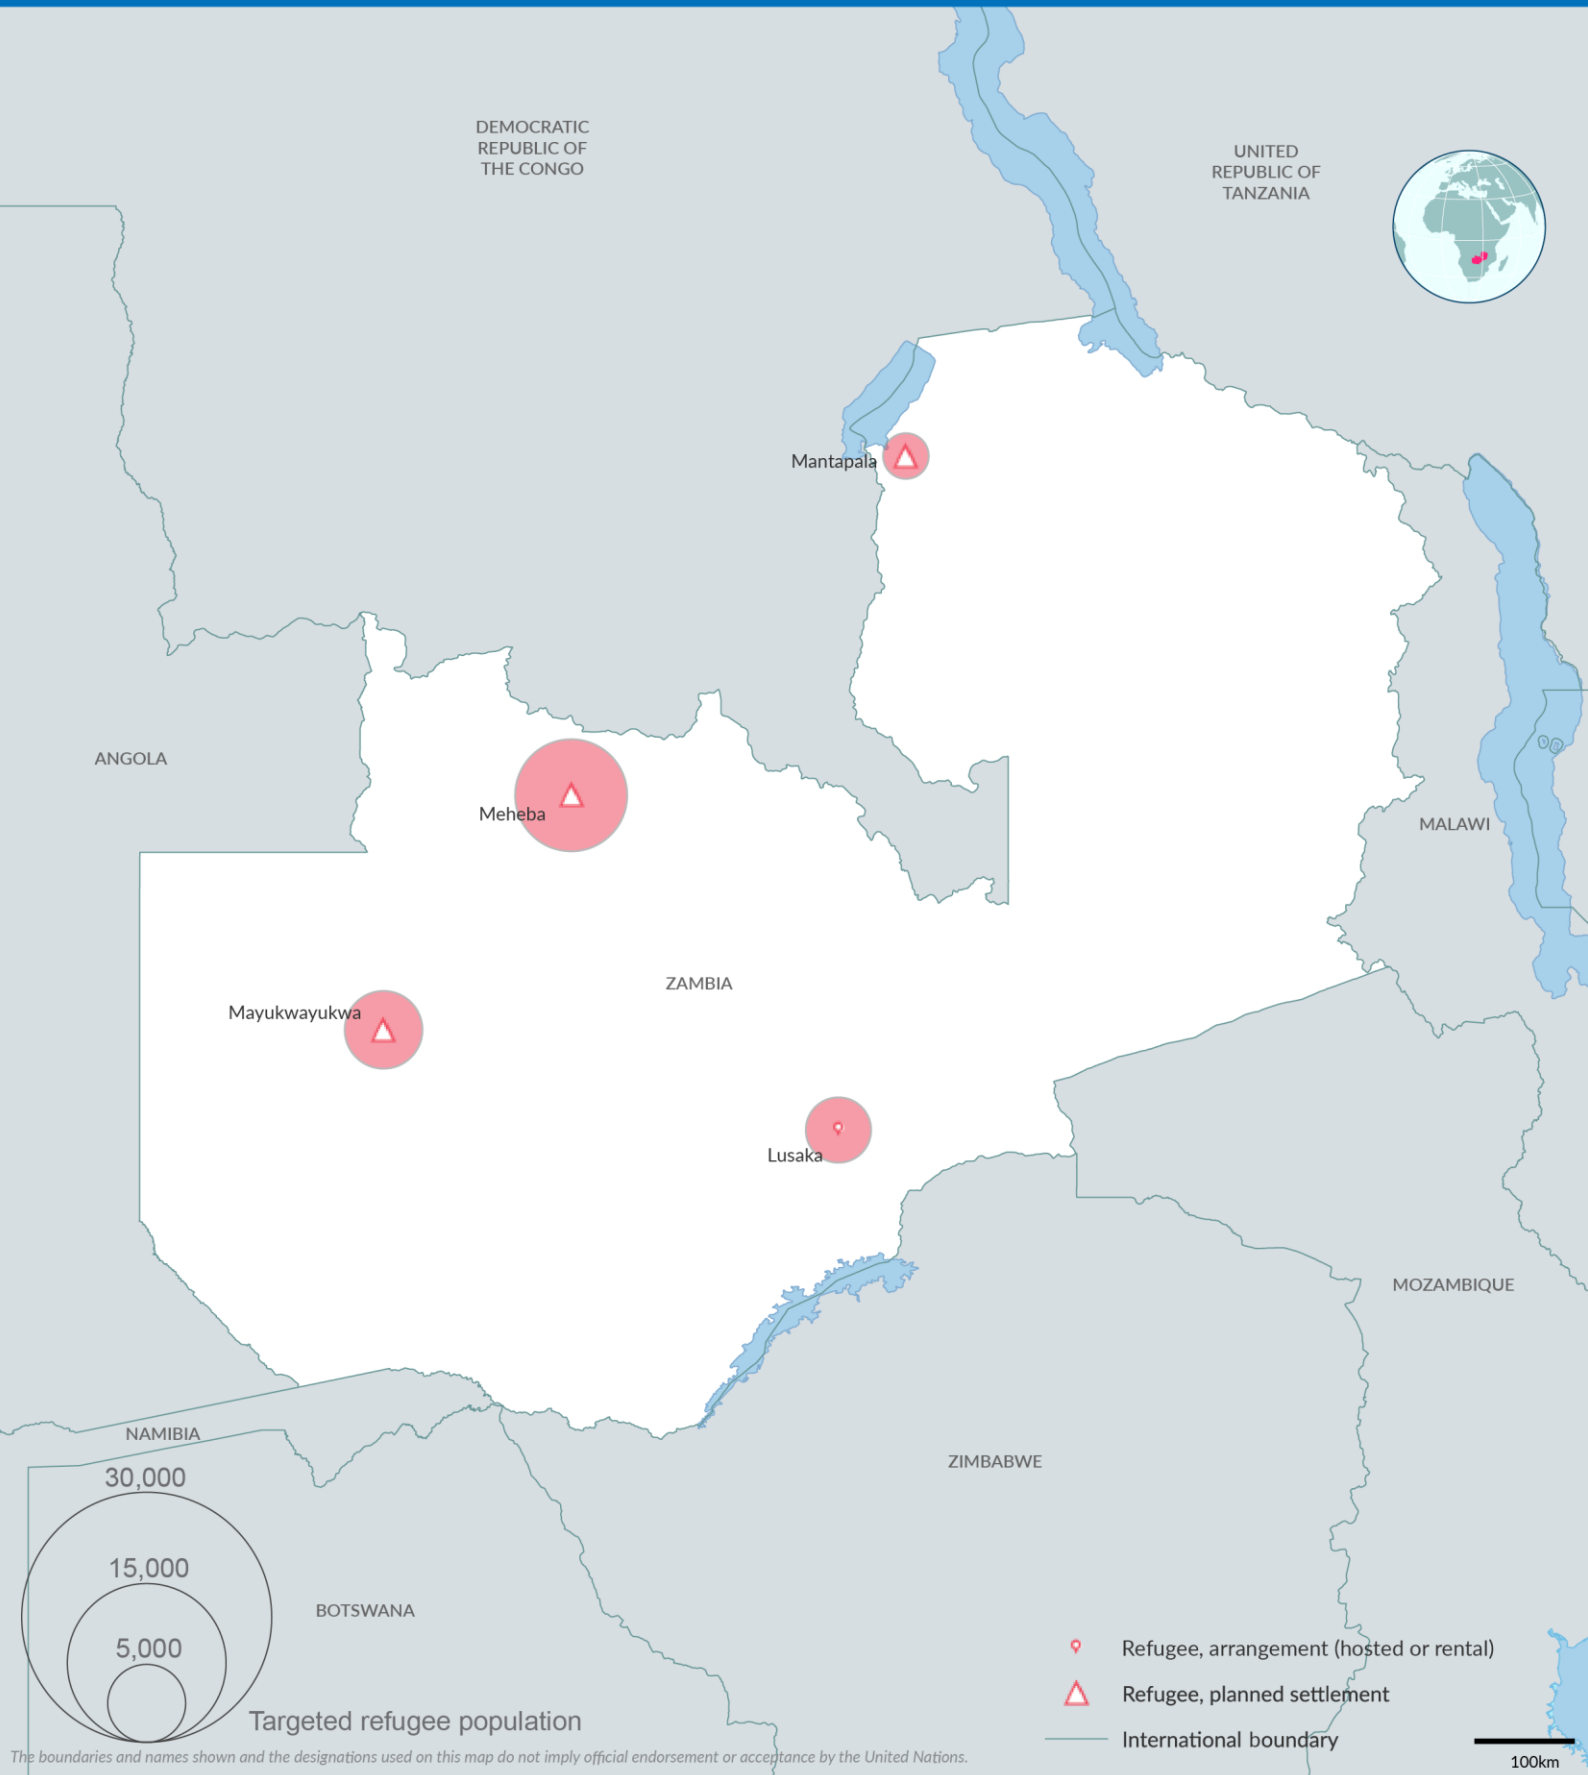 DEMOCRATIC
REPUBLIC OF
THE CONGO
UNITED
REPUBLIC OF
TANZANIA
Mantapala
ANGOLA
Meheba
MALAWI
ZAMBIA
Mayukwayukwa
Lusaka
MOZAMBIQUE
NAMIBIA
ZIMBABWE
30,000
15,000
BOTSWANA
5,000
Targeted refugee population
Refugee, arrangement (hosted or rental)
Refugee, planned settlement
International boundary
100km
The boundaries and names shown and the designations used on this map do not imply official endorsement or acceptance by the United Nations.